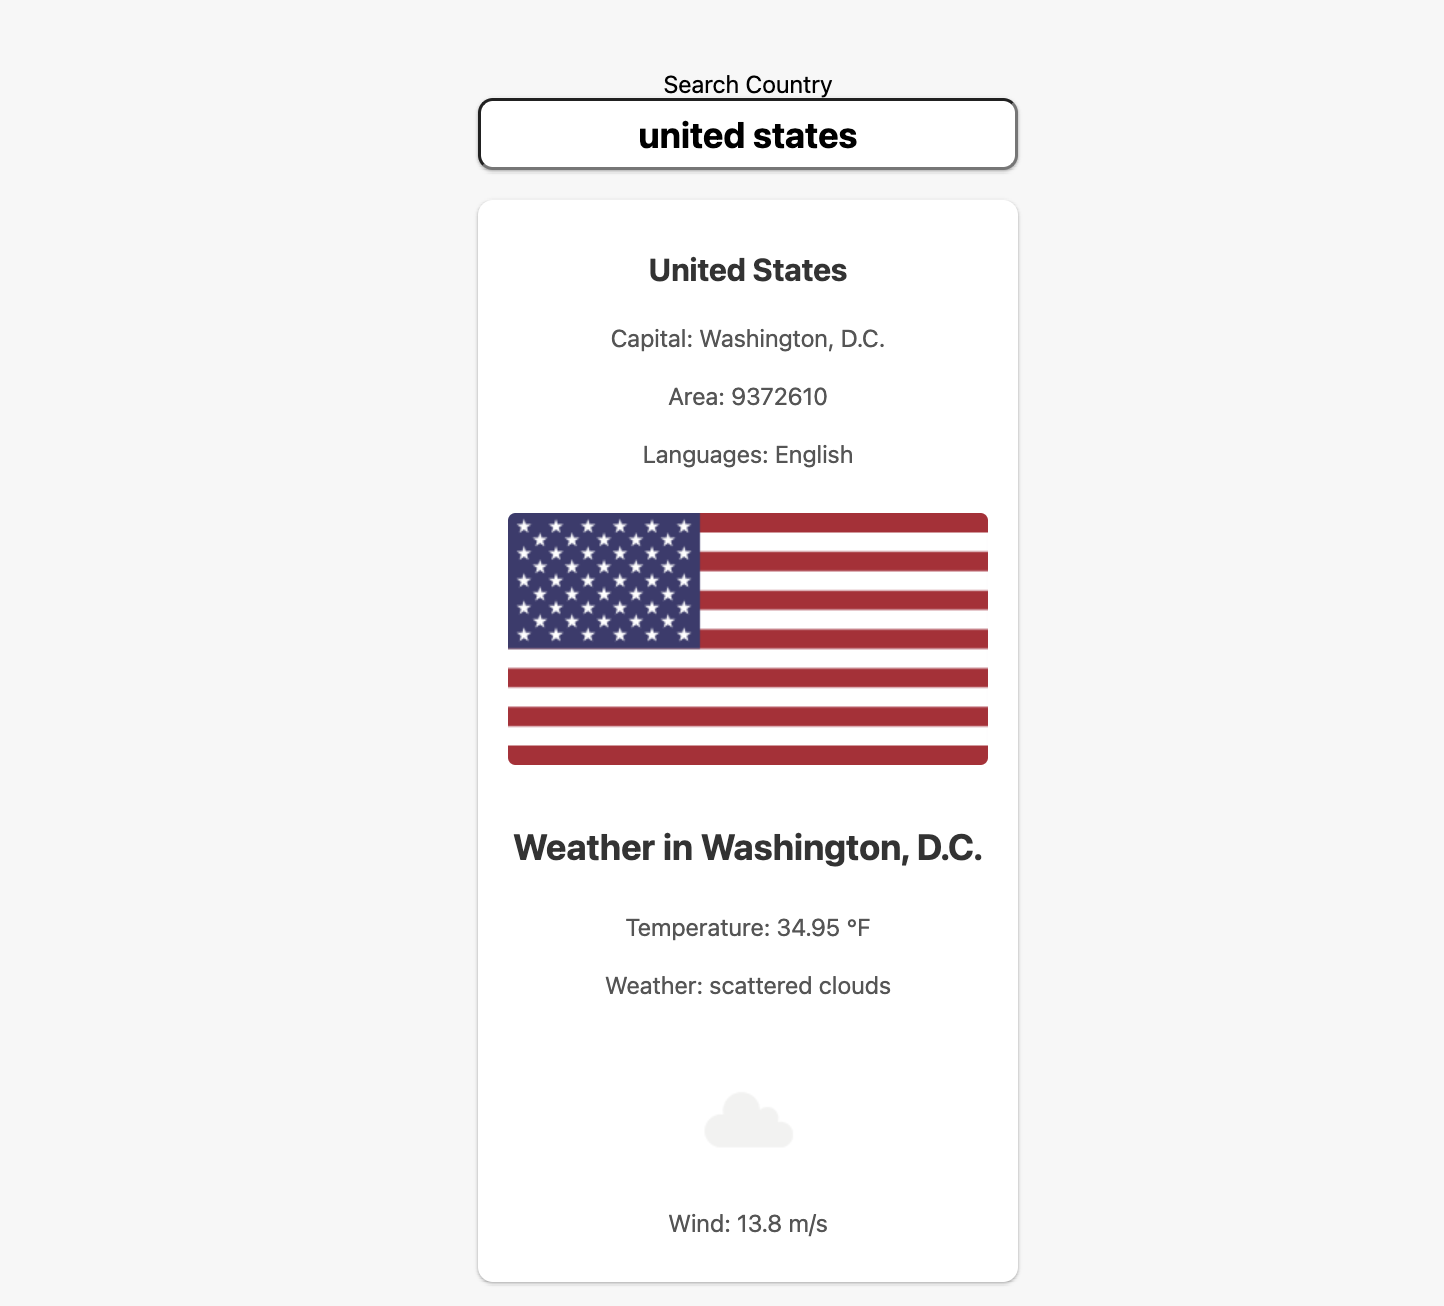 Search Country
united states
United States
Capital: Washington, D.C.
Area: 9372610
Languages: English
Weather in Washington, D.C.
Temperature: 34.95 °F
Weather: scattered clouds
Wind: 13.8 m/s